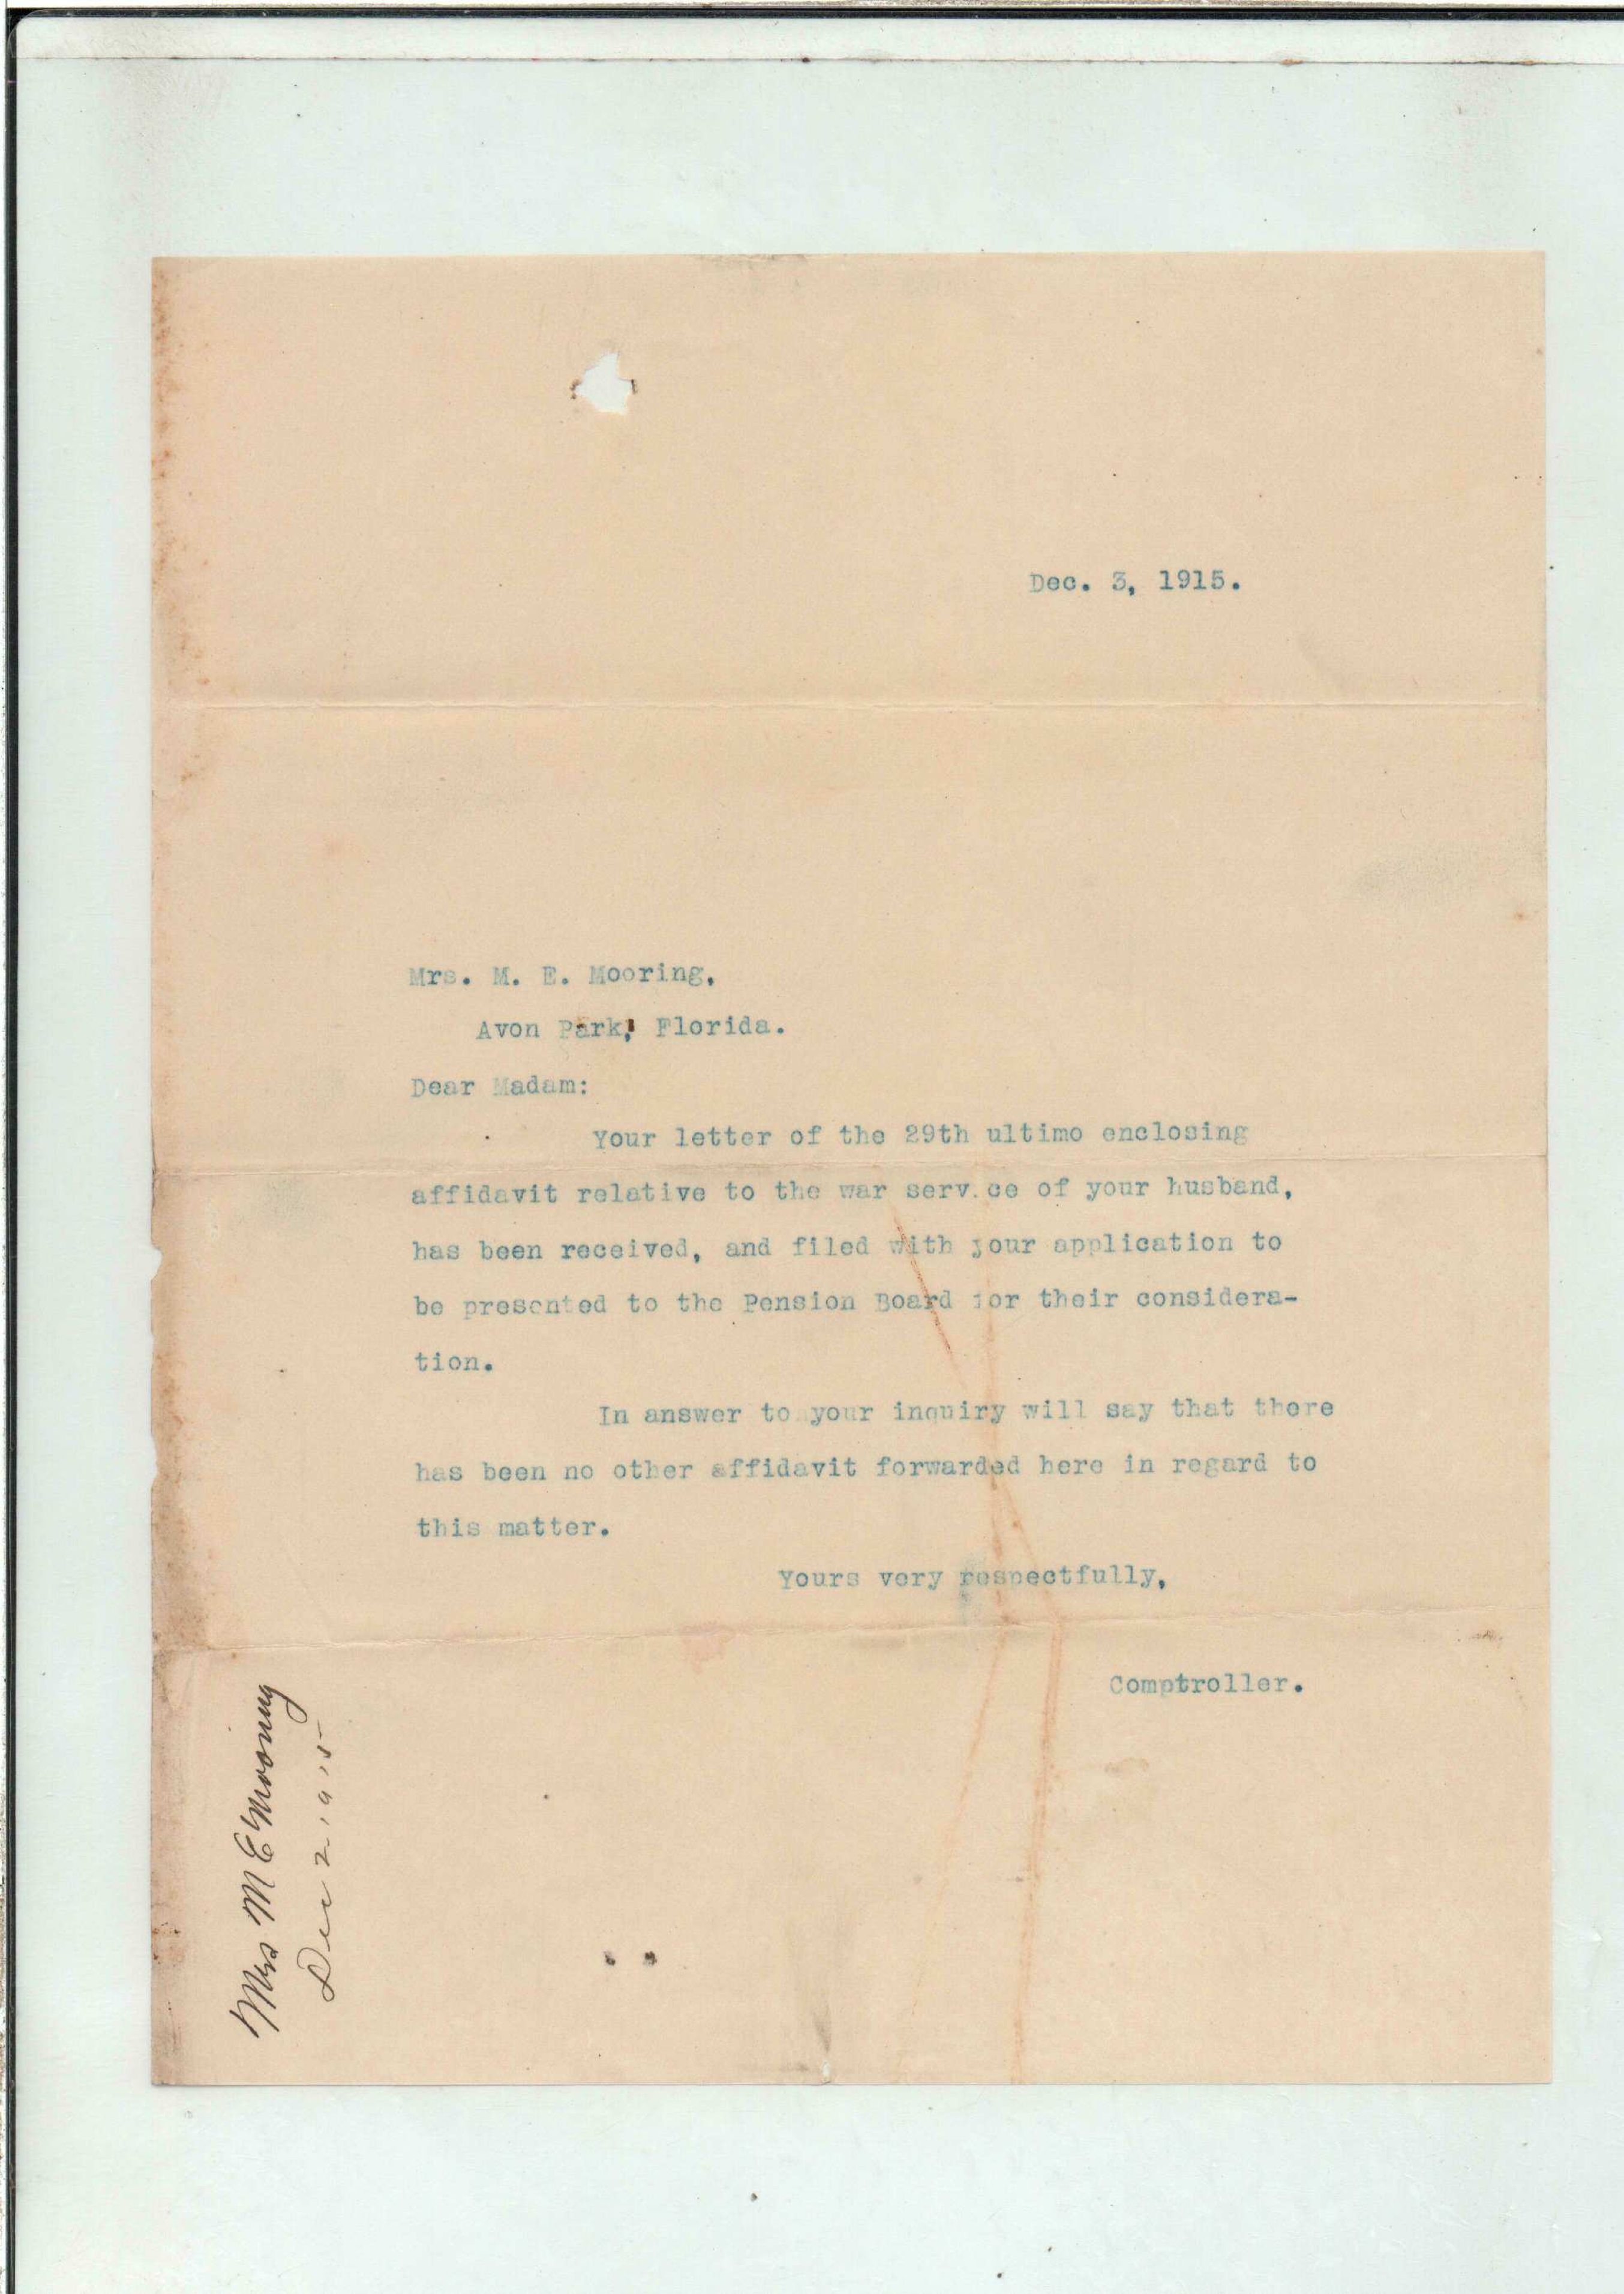 Dec. 3, 1915.
Mrs. M. E. Mooring,
Avon Park, Florida.
Dear Madam:
Your letter of the 29th ultimo enclosing
affidavit relative to the war serv.ce of your husband,
has been received, and filed with your application to
be presented to the Pension Board for their considera-
tion.
In answer to your inquiry will say that there
has been no other affidavit forwarded here in regard to
this matter.
Yours very respectfully,
Comptroller.
Mrs M E Mooring
Dec 2 1915